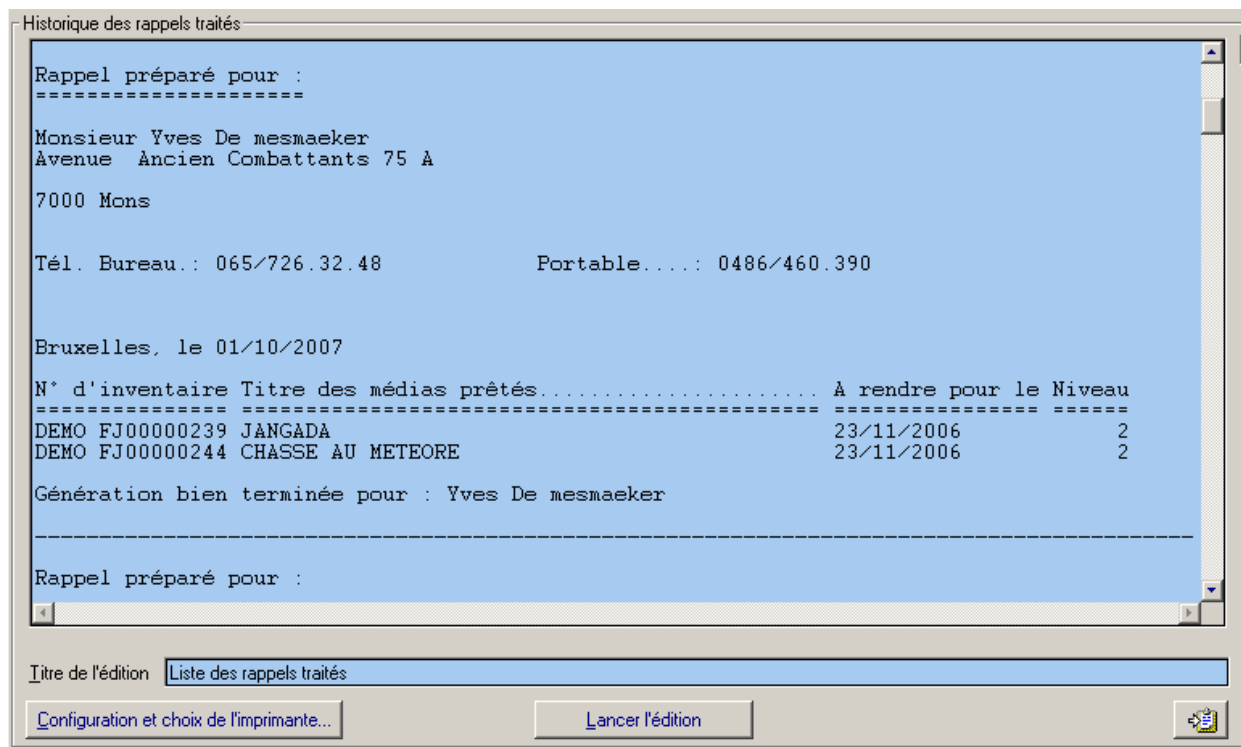 Historique des rappels traités
Rappel préparé pour :
=====================
Monsieur Yves De mesmaeker
Avenue  Ancien Combattants 75 A
7000 Mons
Tél. Bureau.: 065/726.32.48            Portable....: 0486/460.390
Bruxelles, le 01/10/2007
N° d'inventaire Titre des médias prêtés...................... A rendre pour le Niveau
=============== ============================================= ================ ======
DEMO FJ00000239 JANGADA                                       23/11/2006            2
DEMO FJ00000244 CHASSE AU METEORE                             23/11/2006            2
Génération bien terminée pour : Yves De mesmaeker
------------------------------------------------------------------------------------------
Rappel préparé pour :
Titre de l'édition Liste des rappels traités
Configuration et choix de l'imprimante... Lancer l'édition